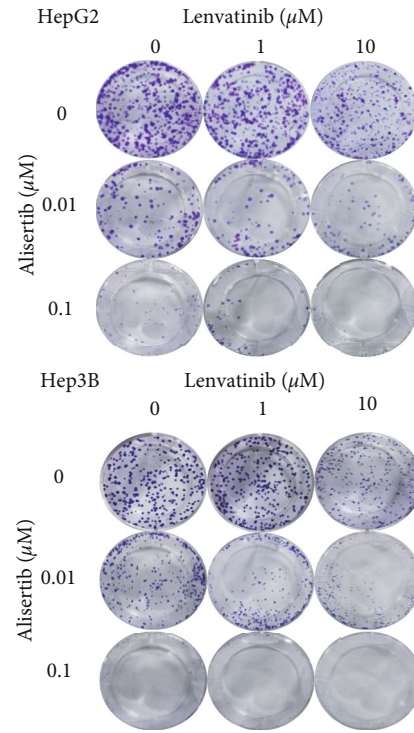 HepG2 Lenvatinib (μM)
0 1 10
0
0.01
0.1
Alisertib (μM)
Hep3B Lenvatinib (μM)
0 1 10
0
0.01
0.1
Alisertib (μM)